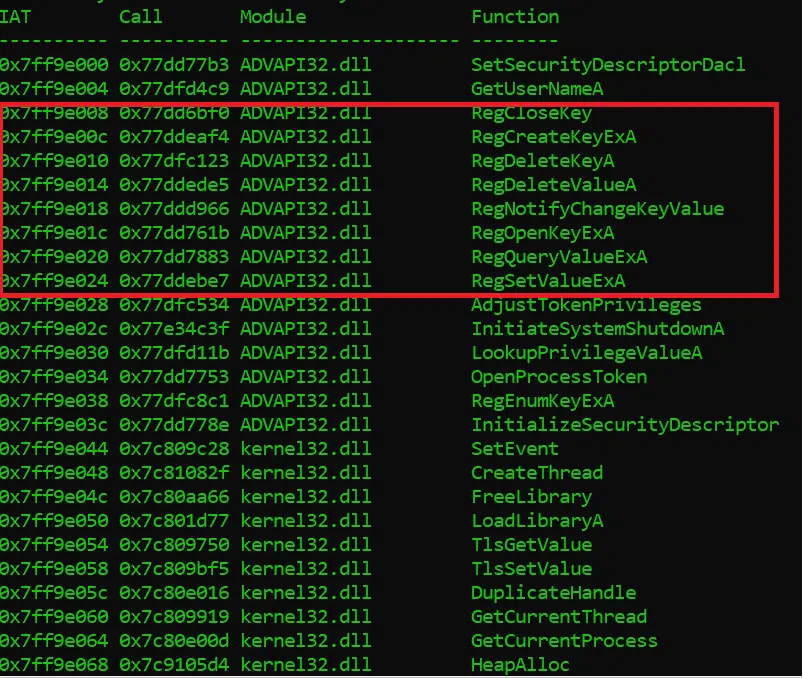 IAT Call Module Function
---------- ---------- -------------------- --------
0x7ff9e000 0x77dd77b3 ADVAPI32.dll SetSecurityDescriptorDacl
0x7ff9e004 0x77dfd4c9 ADVAPI32.dll GetUserNameA
0x7ff9e008 0x77dd6bf0 ADVAPI32.dll RegCloseKey
0x7ff9e00c 0x77ddeaf4 ADVAPI32.dll RegCreateKeyExA
0x7ff9e010 0x77dfc123 ADVAPI32.dll RegDeleteKeyA
0x7ff9e014 0x77ddede5 ADVAPI32.dll RegDeleteValueA
0x7ff9e018 0x77ddd966 ADVAPI32.dll RegNotifyChangeKeyValue
0x7ff9e01c 0x77dd761b ADVAPI32.dll RegOpenKeyExA
0x7ff9e020 0x77dd7883 ADVAPI32.dll RegQueryValueExA
0x7ff9e024 0x77ddebe7 ADVAPI32.dll RegSetValueExA
0x7ff9e028 0x77dfc534 ADVAPI32.dll AdjustTokenPrivileges
0x7ff9e02c 0x77e34c3f ADVAPI32.dll InitiateSystemShutdownA
0x7ff9e030 0x77dfd11b ADVAPI32.dll LookupPrivilegeValueA
0x7ff9e034 0x77dd7753 ADVAPI32.dll OpenProcessToken
0x7ff9e038 0x77dfc8c1 ADVAPI32.dll RegEnumKeyExA
0x7ff9e03c 0x77dd778e ADVAPI32.dll InitializeSecurityDescriptor
0x7ff9e044 0x7c809c28 kernel32.dll SetEvent
0x7ff9e048 0x7c81082f kernel32.dll CreateThread
0x7ff9e04c 0x7c80aa66 kernel32.dll FreeLibrary
0x7ff9e050 0x7c801d77 kernel32.dll LoadLibraryA
0x7ff9e054 0x7c809750 kernel32.dll TlsGetValue
0x7ff9e058 0x7c809bf5 kernel32.dll TlsSetValue
0x7ff9e05c 0x7c80e016 kernel32.dll DuplicateHandle
0x7ff9e060 0x7c809919 kernel32.dll GetCurrentThread
0x7ff9e064 0x7c80e00d kernel32.dll GetCurrentProcess
0x7ff9e068 0x7c9105d4 kernel32.dll HeapAlloc